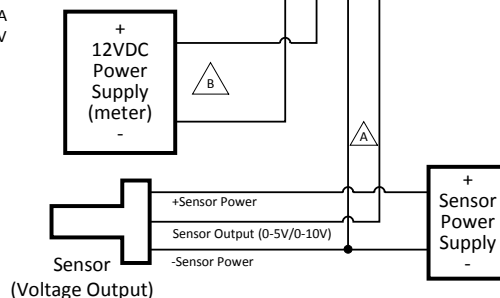 A
V
+
12VDC
Power
Supply
(meter)
-
B
A
+Sensor Power
Sensor Output (0-5V/0-10V)
-Sensor Power
+
Sensor
Power
Supply
-
Sensor
(Voltage Output)